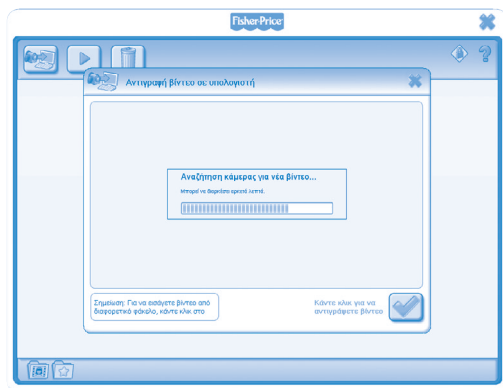 Fisher-Price
Αντιγραφή βίντεο σε υπολογιστή
Αναζήτηση κάμερας για νέα βίντεο...
Μπορεί να διαρκέσει αρκετά λεπτά.
Σημείωση: Για να εισάγετε βίντεο από
διαφορετικό φάκελο, κάντε κλικ στο
Κάντε κλικ για να
αντιγράψετε βίντεο